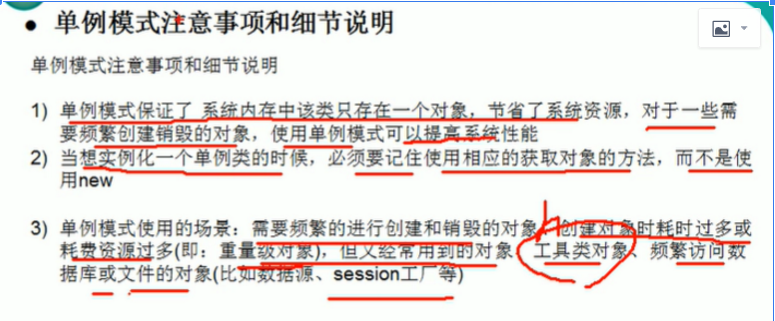 ● 单例模式注意事项和细节说明
单例模式注意事项和细节说明
1) 单例模式保证了 系统内存中该类只存在一个对象，节省了系统资源，对于一些需
要频繁创建销毁的对象，使用单例模式可以提高系统性能
2) 当想实例化一个单例类的时候，必须要记住使用相应的获取对象的方法，而不是使
用new
3) 单例模式使用的场景：需要频繁的进行创建和销毁的对象、创建对象时耗时过多或
耗费资源过多(即：重量级对象)，但又经常用到的对象、工具类对象、频繁访问数
据库或文件的对象(比如数据源、session工厂等)